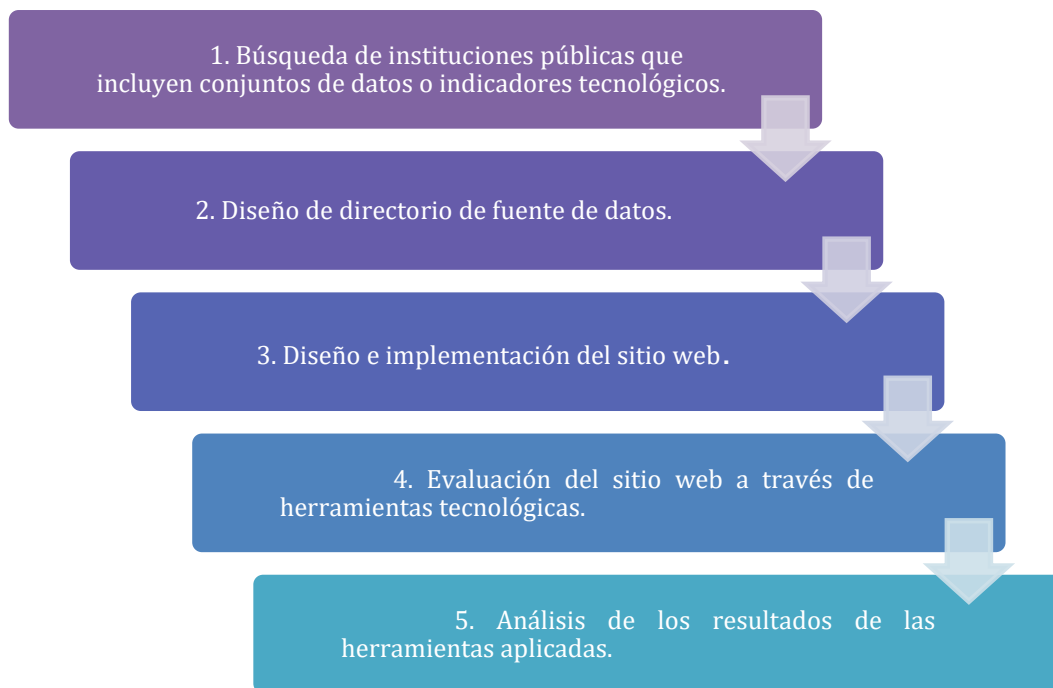 1. Búsqueda de instituciones públicas que
incluyen conjuntos de datos o indicadores tecnológicos.
2. Diseño de directorio de fuente de datos.
3. Diseño e implementación del sitio web.
4. Evaluación del sitio web a través de
herramientas tecnológicas.
5. Análisis de los resultados de las
herramientas aplicadas.